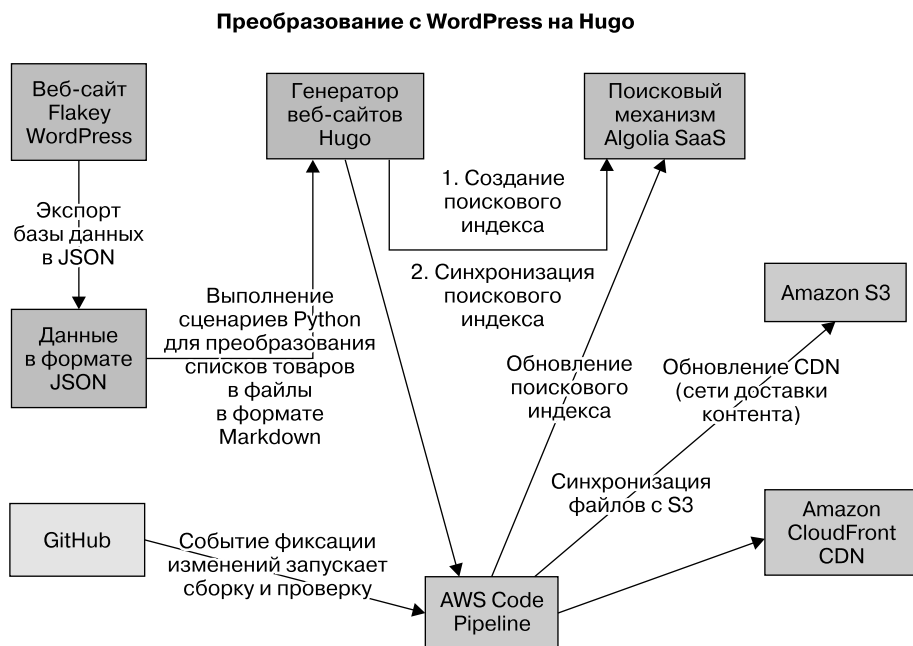 Преобразование с WordPress на Hugo
Веб-сайт
Flakey
WordPress
Генератор
веб-сайтов
Hugo
Поисковый
механизм
Algolia SaaS
1. Создание
поискового
индекса
Экспорт
базы данных
в JSON
2. Синхронизация
поискового
индекса
Amazon S3
Данные
в формате
JSON
Выполнение
сценариев Python
для преобразования
списков товаров
в файлы
в формате
Markdown
Обновление
поискового
индекса
Обновление CDN
(сети доставки
контента)
Синхронизация
файлов с S3
GitHub
Событие фиксации
изменений запускает
сборку и проверку
Amazon
CloudFront
CDN
AWS Code
Pipeline